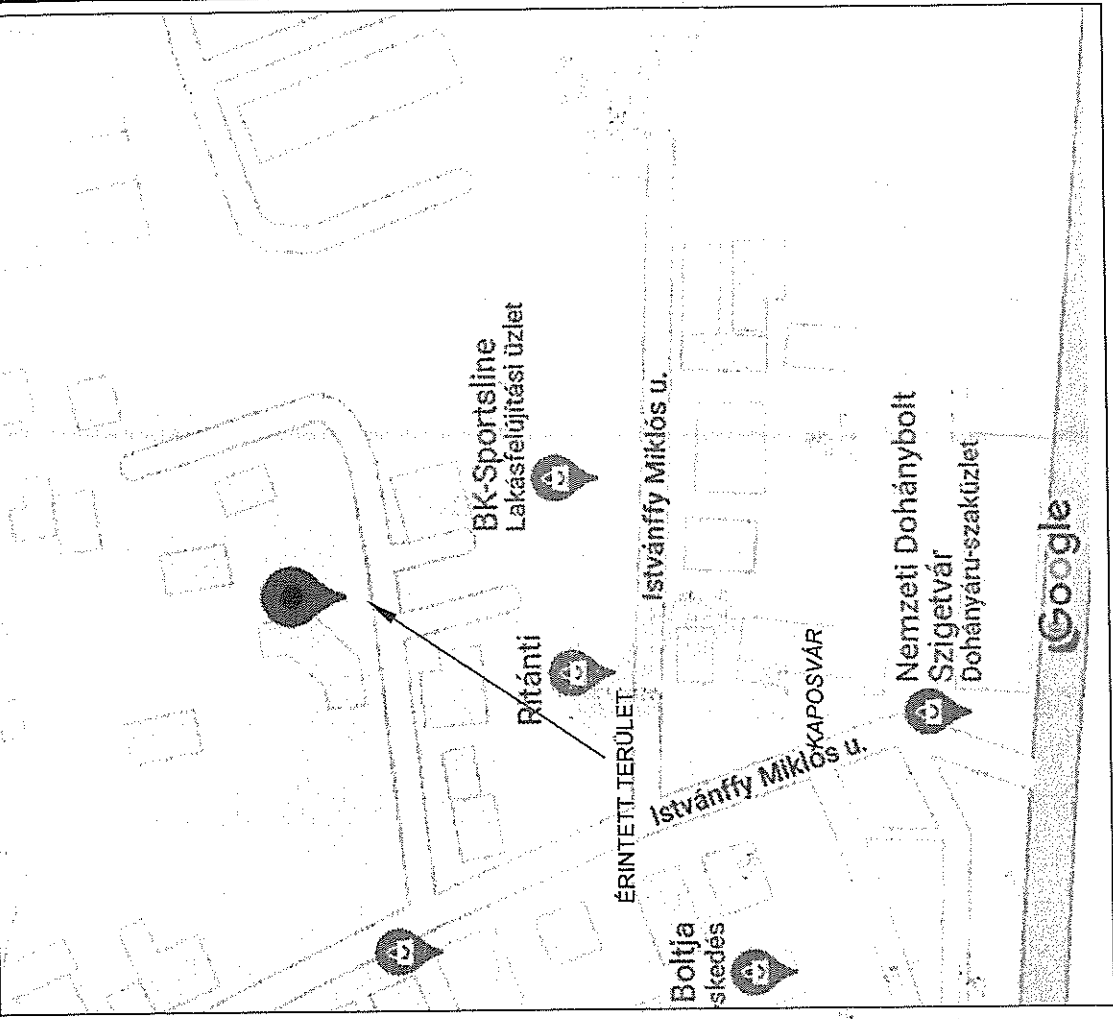 BK-Sportsline
Lakásfelújítási üzlet
Ritánti
Istvánffy Miklós u.
ÉRINTETT TERÜLET
KAPOSVÁR
Istvánffy Miklós u.
Nemzeti Dohánybolt
Szigetvár
Dohányáru-szaküzlet
Boltja
skedés
Google